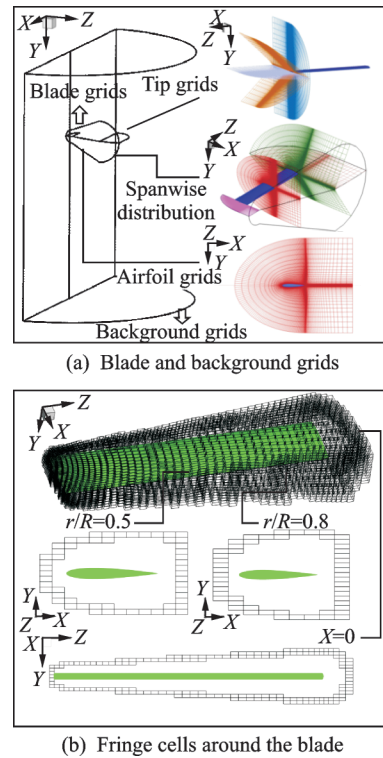 X
Z
Y
Blade grids
Tip grids
Z
X
Y
Spanwise
distribution
Z
X
Y
Z
X
Y
Airfoil grids
Background grids
(a) Blade and background grids
Z
Y
X
r/R=0.5
r/R=0.8
Y
Z
X
Y
Z
X
X=0
X
Z
Y
(b) Fringe cells around the blade